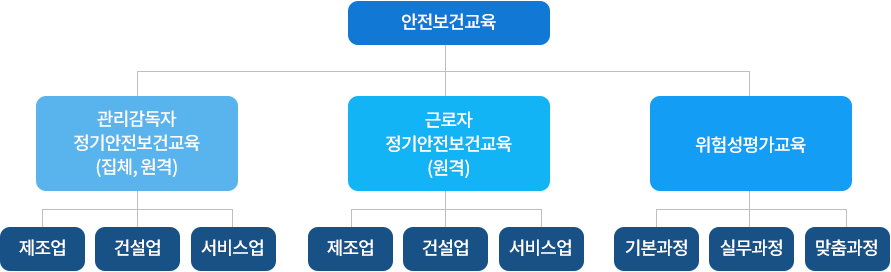 안전보건교육
관리감독자
정기안전보건교육
(집체, 원격)
근로자
정기안전보건교육
(원격)
위험성평가교육
제조업
건설업
서비스업
제조업
건설업
서비스업
기본과정
실무과정
맞춤과정